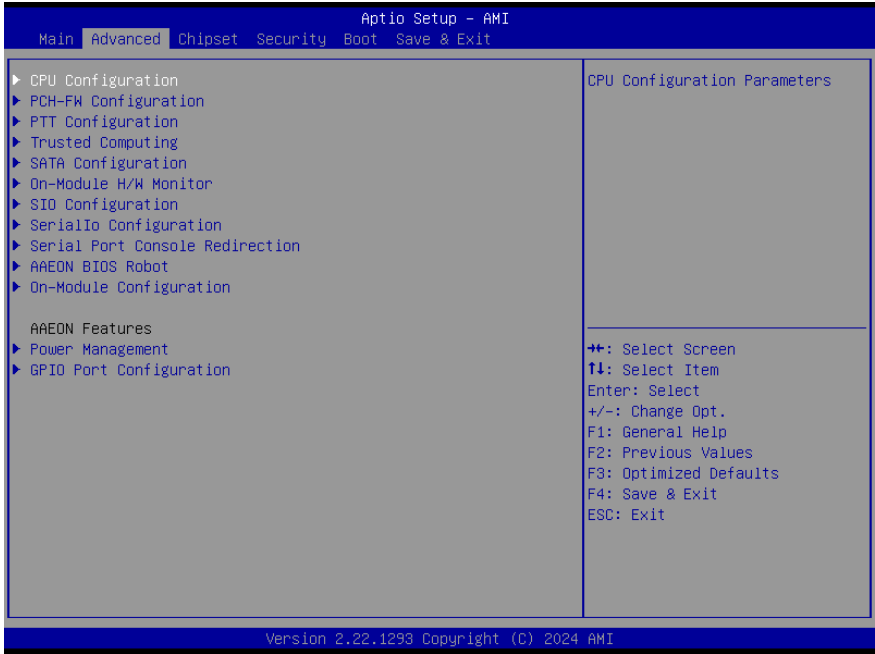 Aptio Setup – AMI
Main Advanced Chipset Security Boot Save & Exit
CPU Configuration
PCH-FW Configuration
PTT Configuration
Trusted Computing
SATA Configuration
On-Module H/W Monitor
SIO Configuration
SerialIo Configuration
Serial Port Console Redirection
AAEON BIOS Robot
On-Module Configuration
AAEON Features
Power Management
GPIO Port Configuration
CPU Configuration Parameters
→←: Select Screen
↑↓: Select Item
Enter: Select
+/-: Change Opt.
F1: General Help
F2: Previous Values
F3: Optimized Defaults
F4: Save & Exit
ESC: Exit
Version 2.22.1293 Copyright (C) 2024 AMI